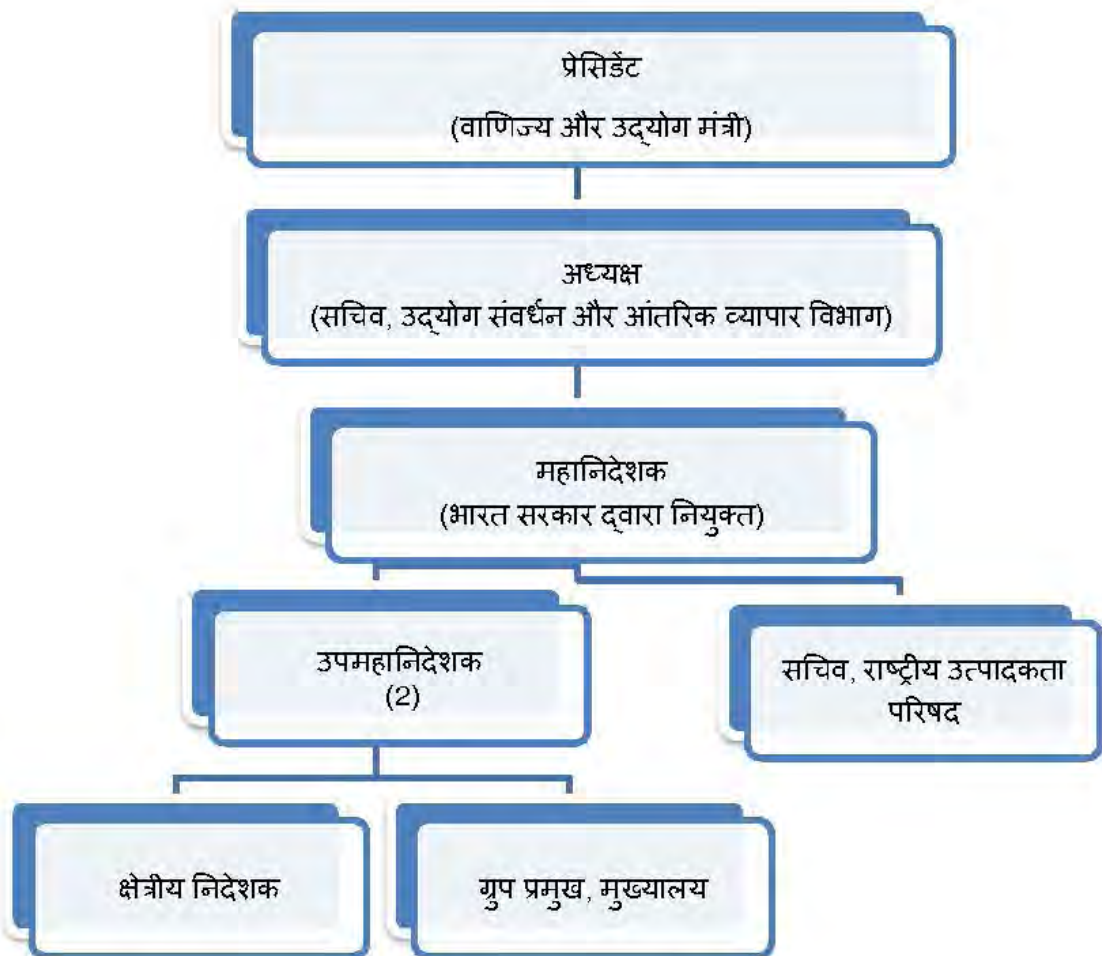 प्रेसिडेंट
(वाणिज्य और उद्योग मंत्री)
अध्यक्ष
(सचिव, उद्योग संवर्धन और आंतरिक व्यापार विभाग)
महानिदेशक
(भारत सरकार द्वारा नियुक्त)
उपमहानिदेशक
(2)
सचिव, राष्ट्रीय उत्पादकता
परिषद
क्षेत्रीय निदेशक
ग्रुप प्रमुख, मुख्यालय